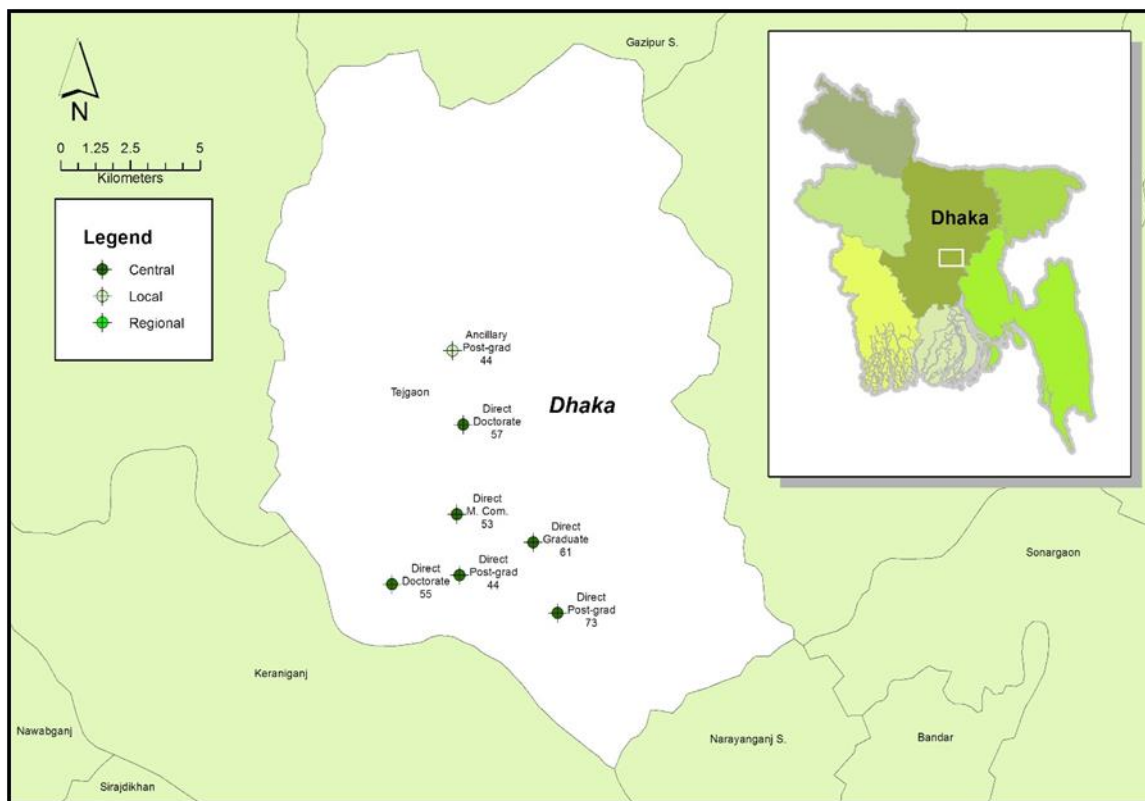 Gazipur S.
N
0 1.25 2.5 5
Kilometers
Legend
Central
Local
Regional
Dhaka
Ancillary
Post-grad
44
Tejgaon
Direct
Doctorate
57
Dhaka
Direct
M. Com.
53
Direct
Graduate
61
Direct
Doctorate
55
Direct
Post-grad
44
Direct
Post-grad
73
Sonargaon
Keraniganj
Nawabganj
Sirajdikhan
Narayanganj S.
Bandar